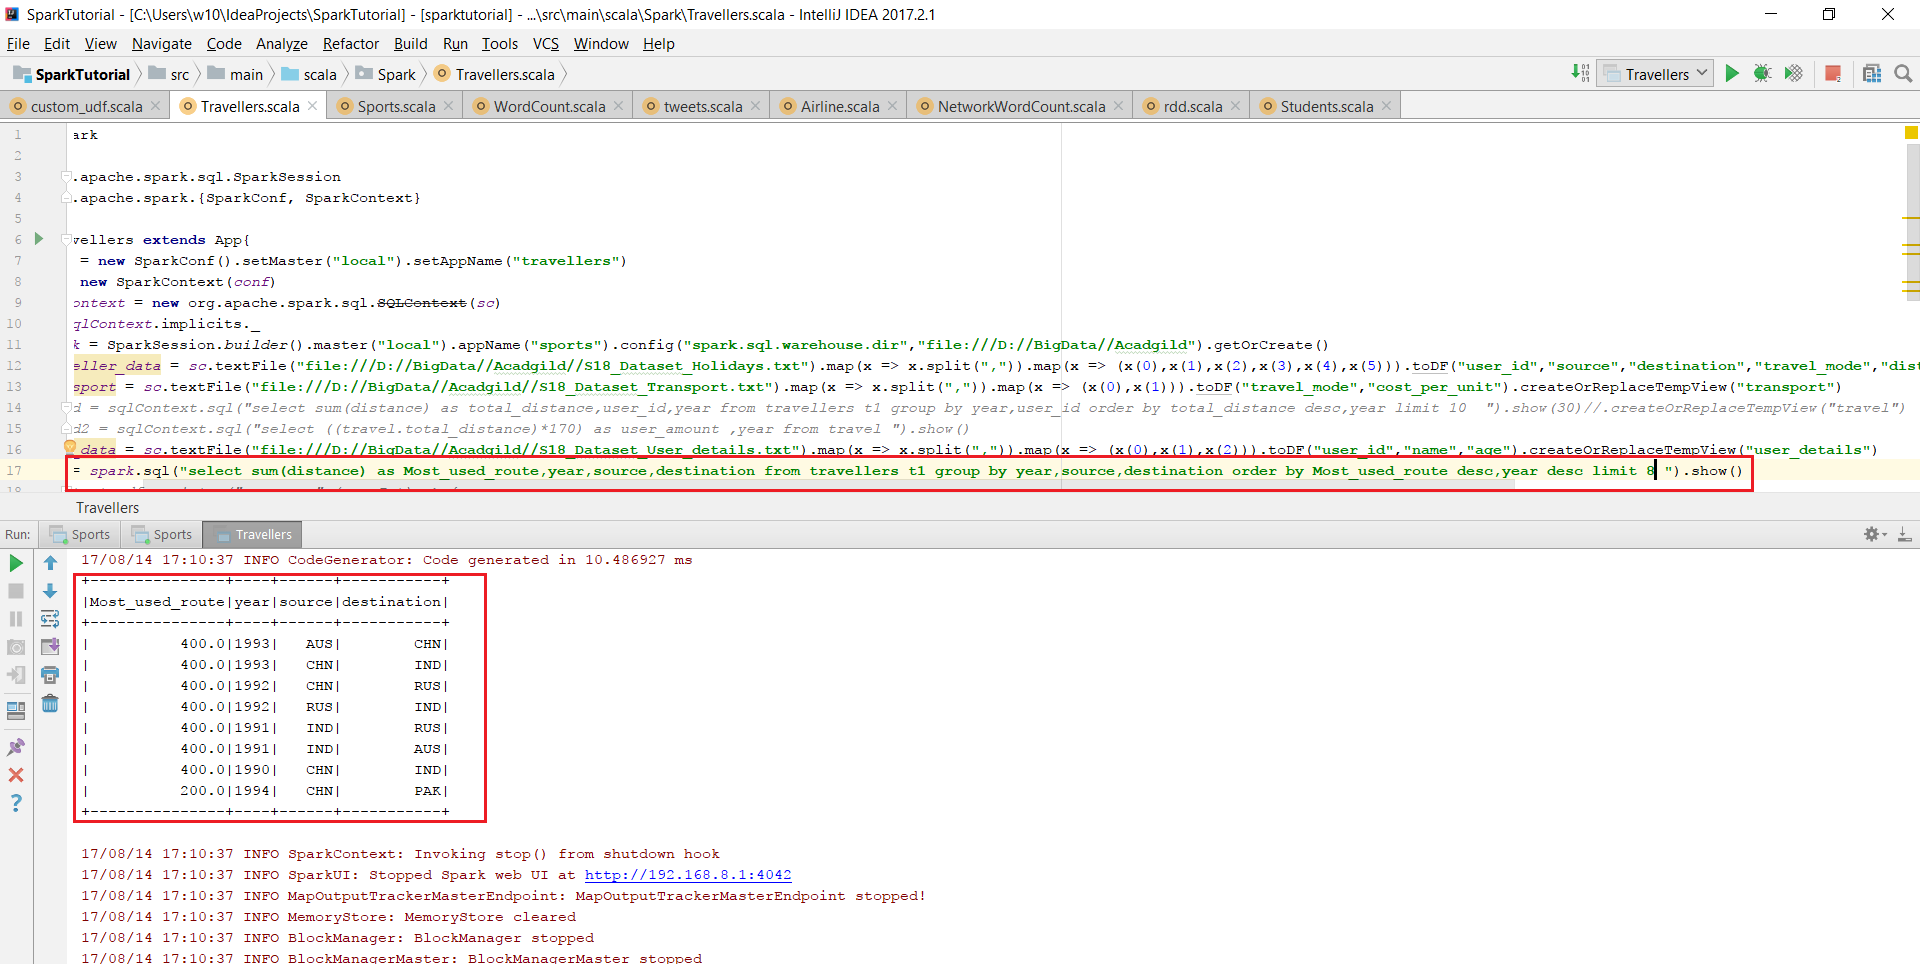 SparkTutorial - [C:\Users\w10\IdeaProjects\SparkTutorial] - [sparktutorial] - ...\src\main\scala\Spark\Travellers.scala - IntelliJ IDEA 2017.2.1
File Edit View Navigate Code Analyze Refactor Build Run Tools VCS Window Help
SparkTutorial src main scala Spark Travellers.scala Travellers
custom_udf.scala Travellers.scala Sports.scala WordCount.scala tweets.scala Airline.scala NetworkWordCount.scala rdd.scala Students.scala
1 ark
2
3 .apache.spark.sql.SparkSession
4 .apache.spark.{SparkConf, SparkContext}
5
6 vellers extends App{
7 = new SparkConf().setMaster("local").setAppName("travellers")
8 new SparkContext(conf)
9 ontext = new org.apache.spark.sql.SQLContext(sc)
10 qlContext.implicits._
11 k = SparkSession.builder().master("local").appName("sports").config("spark.sql.warehouse.dir","file:///D://BigData//Acadgild").getOrCreate()
12 eller_data = sc.textFile("file:///D://BigData//Acadgild//S18_Dataset_Holidays.txt").map(x => x.split(",")).map(x => (x(0),x(1),x(2),x(3),x(4),x(5))).toDF("user_id","source","destination","travel_mode","dist
13 sport = sc.textFile("file:///D://BigData//Acadgild//S18_Dataset_Transport.txt").map(x => x.split(",")).map(x => (x(0),x(1))).toDF("travel_mode","cost_per_unit").createOrReplaceTempView("transport")
14 d = sqlContext.sql("select sum(distance) as total_distance,user_id,year from travellers t1 group by year,user_id order by total_distance desc,year limit 10  ").show(30)//.createOrReplaceTempView("travel")
15 d2 = sqlContext.sql("select ((travel.total_distance)*170) as user_amount ,year from travel ").show()
16 _data = sc.textFile("file:///D://BigData//Acadgild//S18_Dataset_User_details.txt").map(x => x.split(",")).map(x => (x(0),x(1),x(2))).toDF("user_id","name","age").createOrReplaceTempView("user_details")
17 = spark.sql("select sum(distance) as Most_used_route,year,source,destination from travellers t1 group by year,source,destination order by Most_used_route desc,year desc limit 8 ").show()
18
Travellers
Run: Sports Sports Travellers
17/08/14 17:10:37 INFO CodeGenerator: Code generated in 10.486927 ms
+---------------+----+------+-----------+
|Most_used_route|year|source|destination|
+---------------+----+------+-----------+
|          400.0|1993|   AUS|        CHN|
|          400.0|1993|   CHN|        IND|
|          400.0|1992|   CHN|        RUS|
|          400.0|1992|   RUS|        IND|
|          400.0|1991|   IND|        RUS|
|          400.0|1991|   IND|        AUS|
|          400.0|1990|   CHN|        IND|
|          200.0|1994|   CHN|        PAK|
+---------------+----+------+-----------+
17/08/14 17:10:37 INFO SparkContext: Invoking stop() from shutdown hook
17/08/14 17:10:37 INFO SparkUI: Stopped Spark web UI at http://192.168.8.1:4042
17/08/14 17:10:37 INFO MapOutputTrackerMasterEndpoint: MapOutputTrackerMasterEndpoint stopped!
17/08/14 17:10:37 INFO MemoryStore: MemoryStore cleared
17/08/14 17:10:37 INFO BlockManager: BlockManager stopped
17/08/14 17:10:37 INFO BlockManagerMaster: BlockManagerMaster stopped